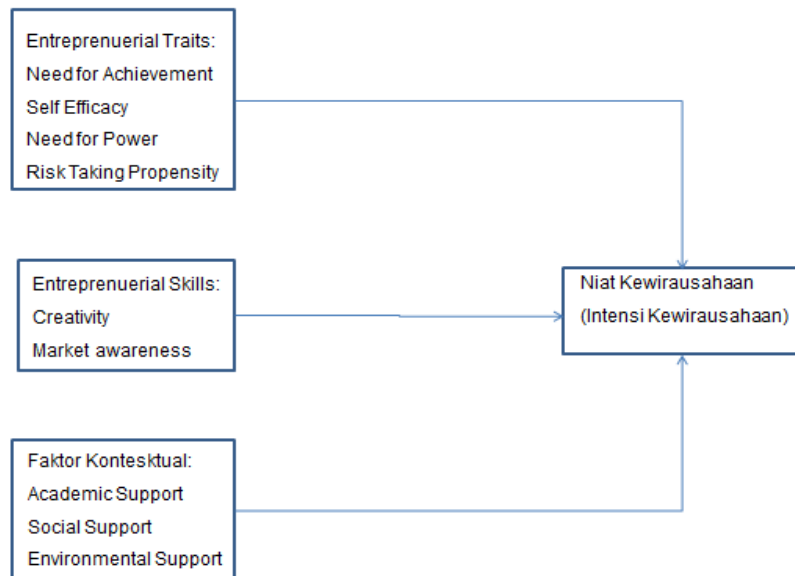 Entreprenuerial Traits:
Need for Achievement
Self Efficacy
Need for Power
Risk Taking Propensity
Entreprenuerial Skills:
Creativity
Market awareness
Niat Kewirausahaan
(Intensi Kewirausahaan)
Faktor Kontesktual:
Academic Support
Social Support
Environmental Support